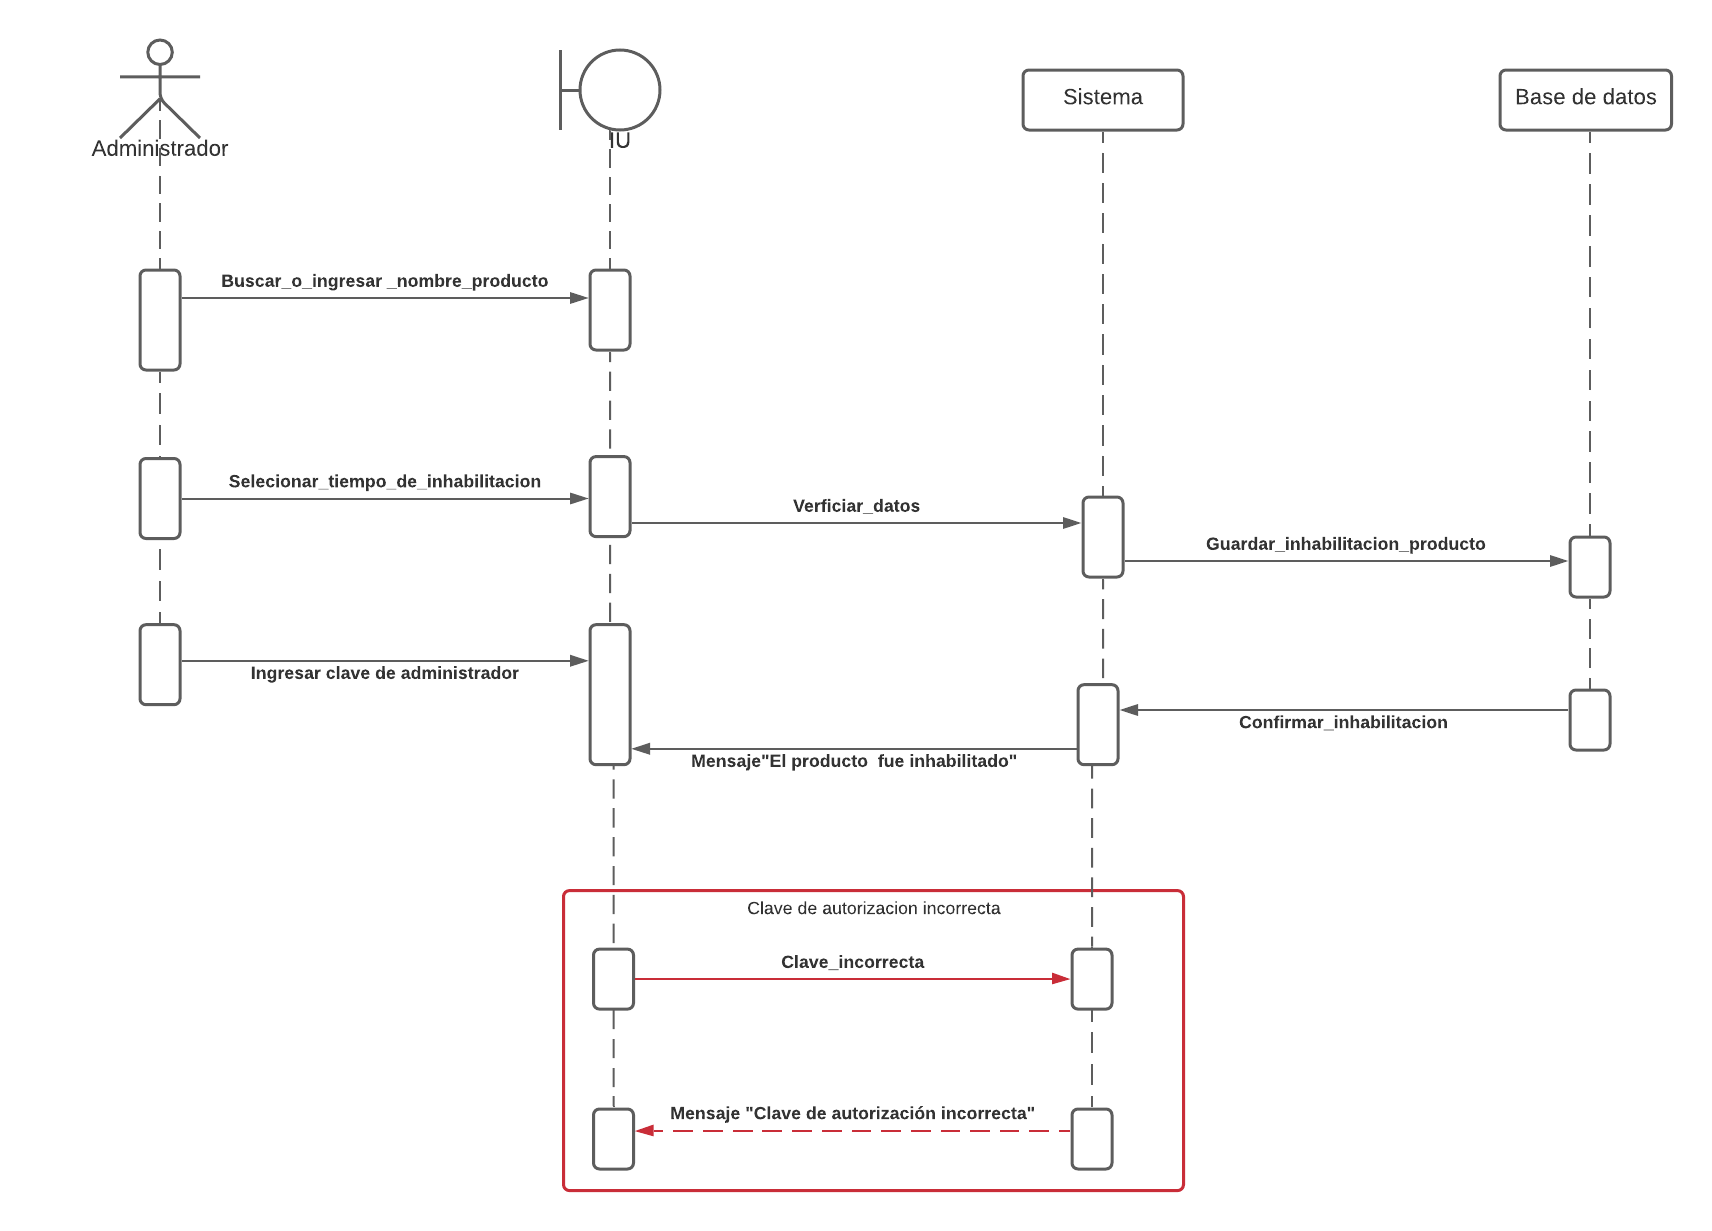 Administrador
IU
Sistema
Base de datos
Buscar_o_ingresar _nombre_producto
Selecionar_tiempo_de_inhabilitacion
Verficiar_datos
Guardar_inhabilitacion_producto
Ingresar clave de administrador
Confirmar_inhabilitacion
Mensaje"El producto  fue inhabilitado"
Clave de autorizacion incorrecta
Clave_incorrecta
Mensaje "Clave de autorización incorrecta"